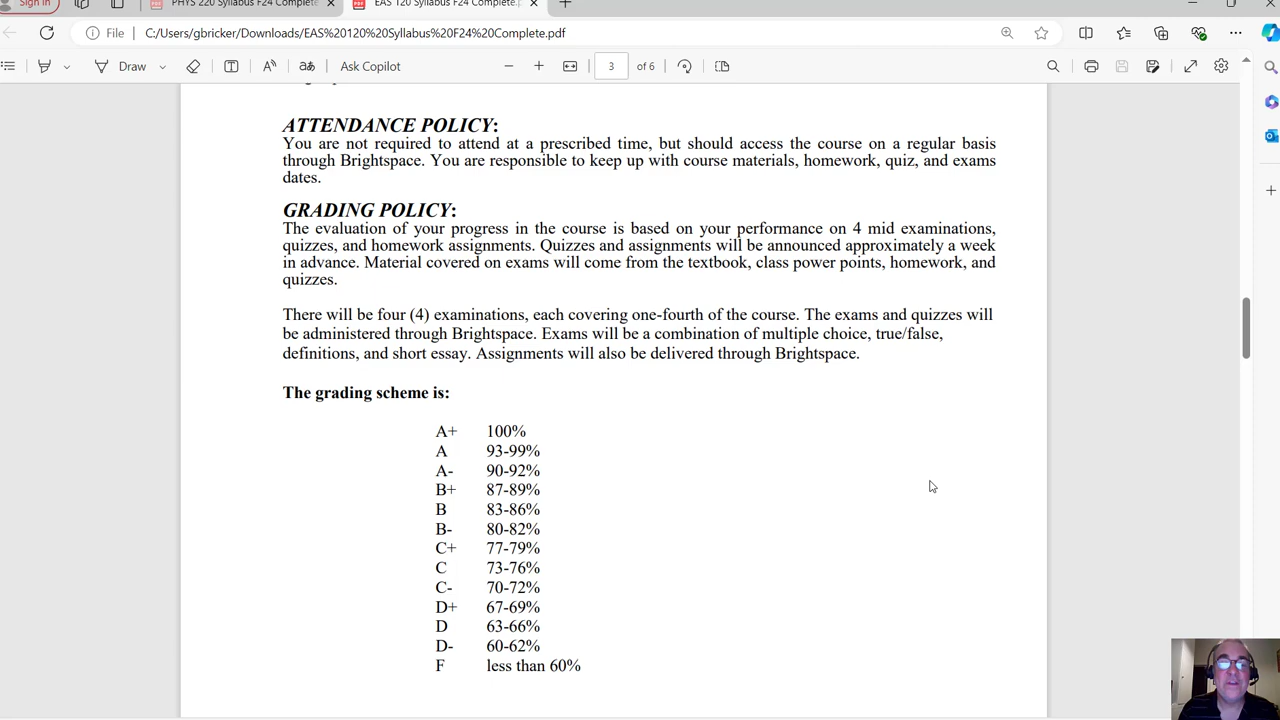 Sign in
PHYS 220 Syllabus F24 Complete
EAS 120 Syllabus F24 Complete.p
File
C:/Users/gbricker/Downloads/EAS%20120%20Syllabus%20F24%20Complete.pdf
Draw
Ask Copilot
3 of 6
ATTENDANCE POLICY:
You are not required to attend at a prescribed time, but should access the course on a regular basis
through Brightspace. You are responsible to keep up with course materials, homework, quiz, and exams
dates.
GRADING POLICY:
The evaluation of your progress in the course is based on your performance on 4 mid examinations,
quizzes, and homework assignments. Quizzes and assignments will be announced approximately a week
in advance. Material covered on exams will come from the textbook, class power points, homework, and
quizzes.
There will be four (4) examinations, each covering one-fourth of the course. The exams and quizzes will
be administered through Brightspace. Exams will be a combination of multiple choice, true/false,
definitions, and short essay. Assignments will also be delivered through Brightspace.
The grading scheme is:
A+ 100%
A 93-99%
A- 90-92%
B+ 87-89%
B 83-86%
B- 80-82%
C+ 77-79%
C 73-76%
C- 70-72%
D+ 67-69%
D 63-66%
D- 60-62%
F less than 60%